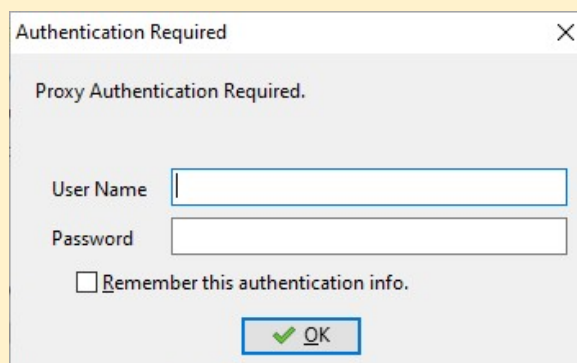 Authentication Required
Proxy Authentication Required.
User Name
Password
Remember this authentication info.
OK